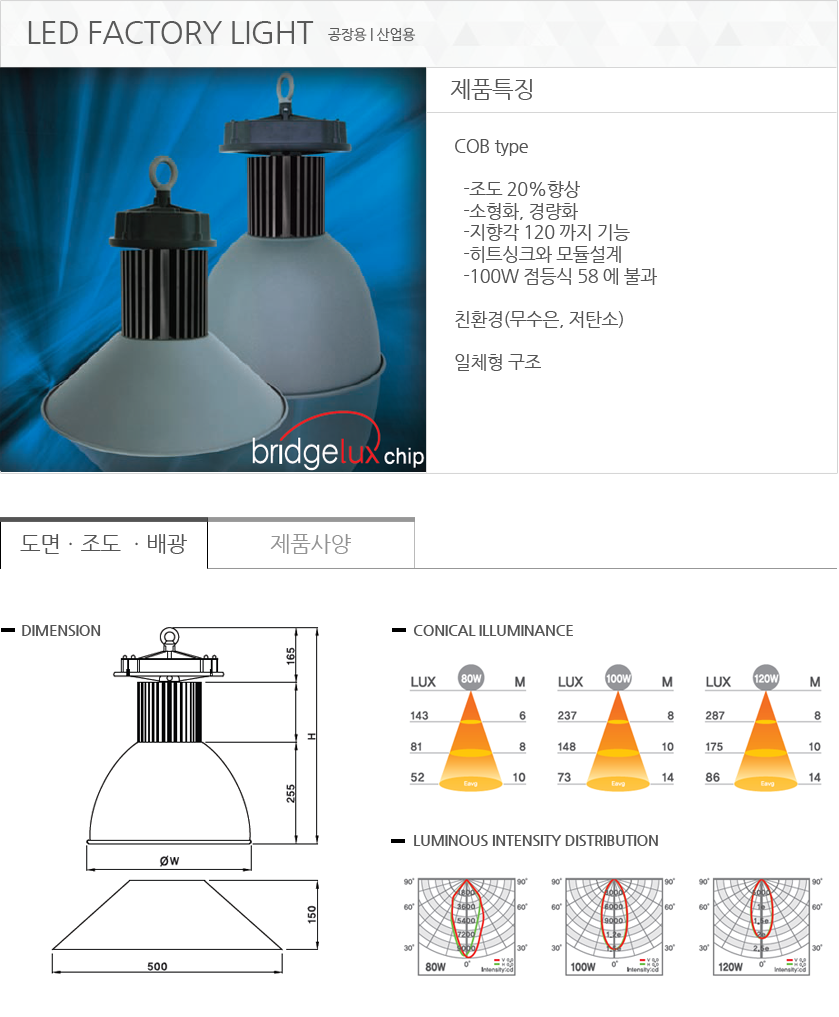 LED FACTORY LIGHT 공장용 | 산업용
제품특징
COB type
-조도 20%향상
-소형화, 경량화
-지향각 120 까지 기능
-히트싱크와 모듈설계
-100W 점등식 58 에 불과
친환경(무수은, 저탄소)
일체형 구조
bridgelux chip
도면 · 조도 · 배광
제품사양
DIMENSION
165
H
255
ØW
150
500
CONICAL ILLUMINANCE
LUX 80W M
143 6
81 8
52 10
Eavg
LUX 100W M
237 8
148 10
73 14
Eavg
LUX 120W M
287 8
175 10
86 14
Eavg
LUMINOUS INTENSITY DISTRIBUTION
90° 90°
1800
60° 3600 60°
5400
7200
30° 9000 30°
80W 0°
Intensity:cd
90° 90°
3000
60° 6000 60°
9000
1,2e
30° 30°
100W 0°
Intensity:cd
90° 90°
60° 60°
30° 30°
120W 0°
Intensity:cd